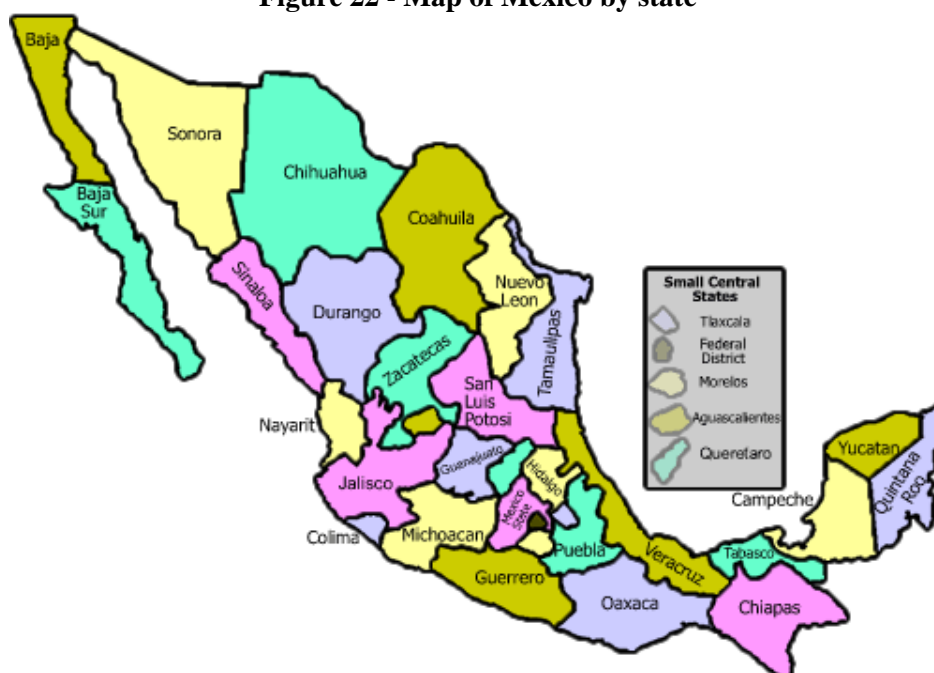 Figure 22 - Map of Mexico by state
Baja
Sonora
Chihuahua
Baja
Sur
Coahuila
Sinaloa
Durango
Nuevo
Leon
Tamaulipas
Zacatecas
San
Luis
Potosi
Nayarit
Guanajuato
Hidalgo
Jalisco
Mexico
State
Colima
Michoacan
Puebla
Guerrero
Veracruz
Oaxaca
Tabasco
Chiapas
Campeche
Yucatan
Quintana
Roo
Small Central
States
Tlaxcala
Federal
District
Morelos
Aguascalientes
Queretaro